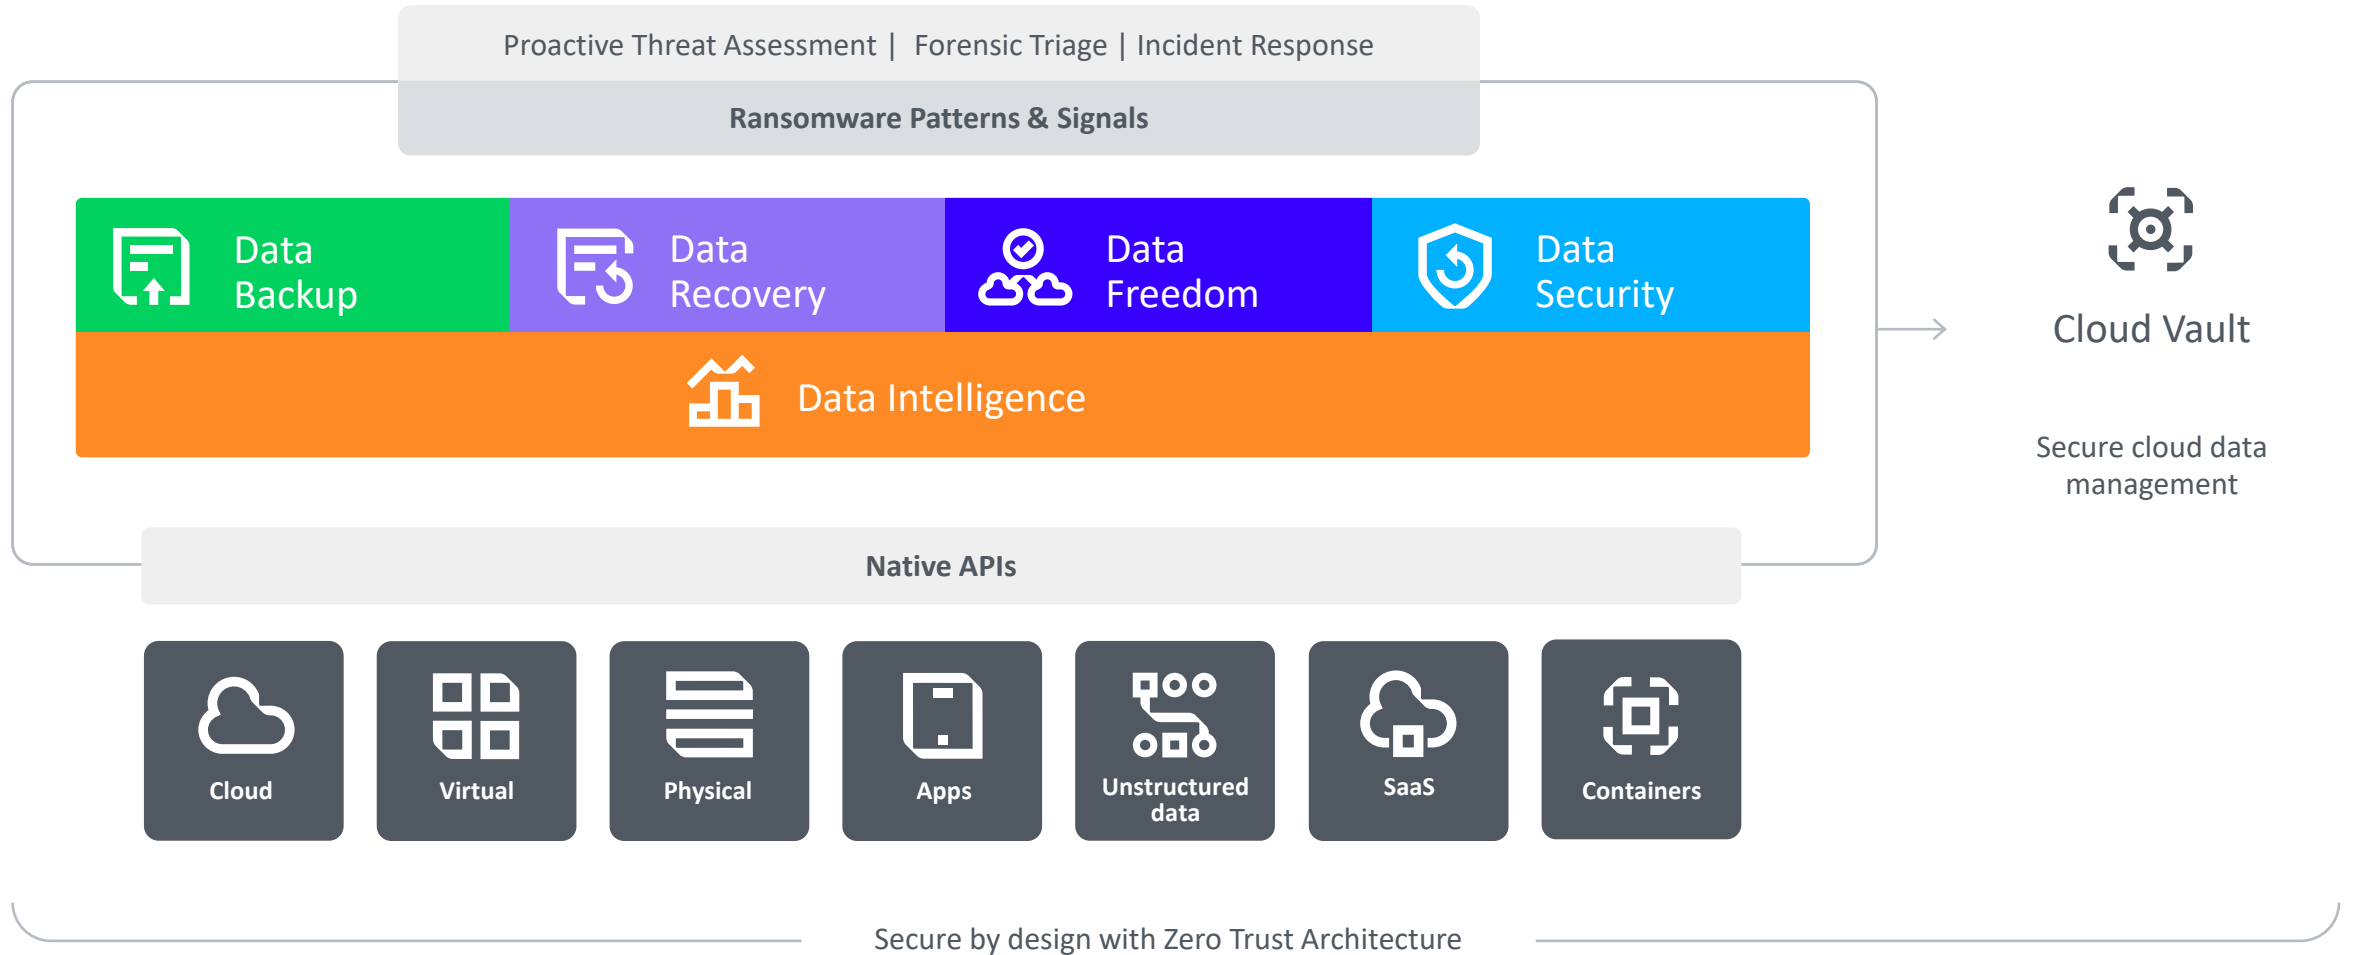 Proactive Threat Assessment | Forensic Triage | Incident Response
Ransomware Patterns & Signals
Data
Backup
Data
Recovery
Data
Freedom
Data
Security
Data Intelligence
Cloud Vault
Secure cloud data
management
Native APIs
Cloud
Virtual
Physical
Apps
Unstructured
data
SaaS
Containers
Secure by design with Zero Trust Architecture